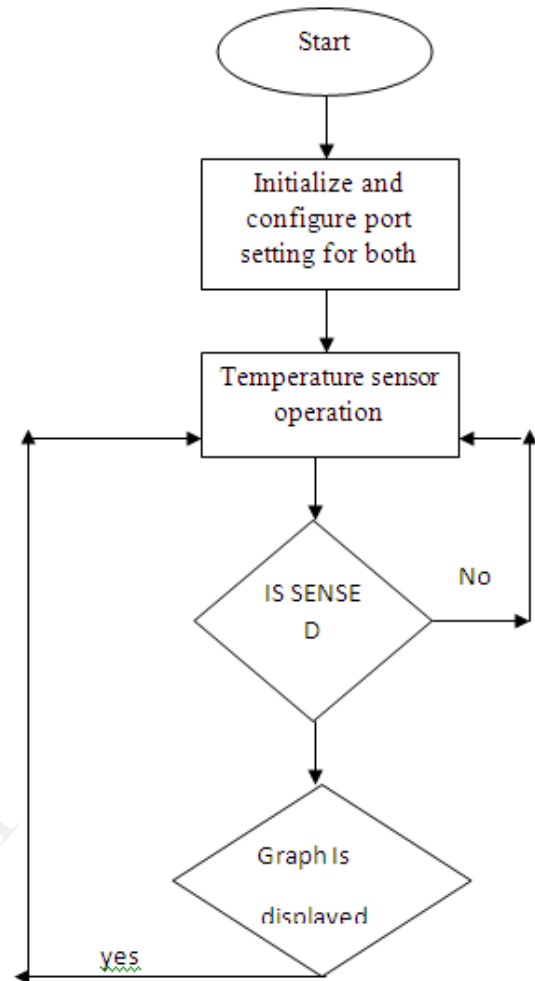 Start
Initialize and
configure port
setting for both
Temperature sensor
operation
IS SENSE
D
No
Graph Is
displayed
yes